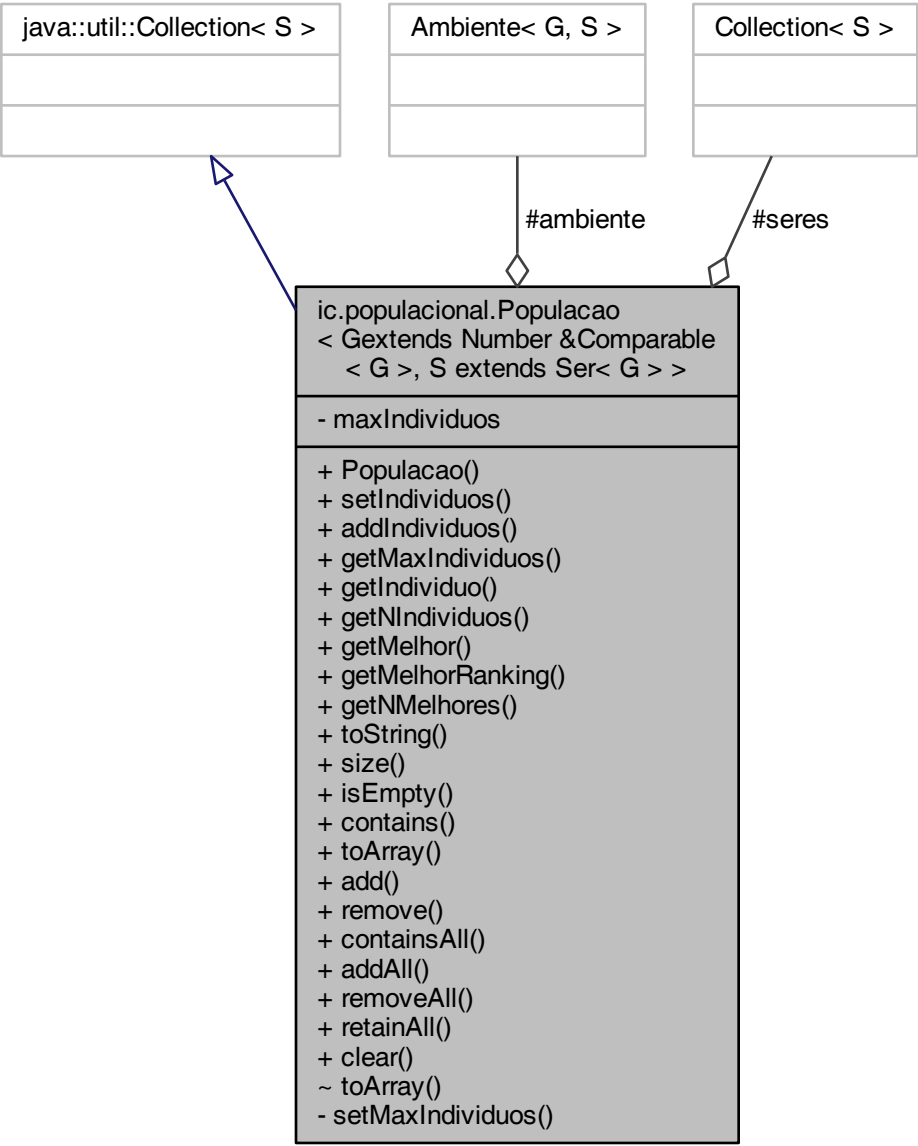 java::util::Collection< S >
Ambiente< G, S >
Collection< S >
#ambiente
#seres
ic.populacional.Populacao
< Gextends Number &Comparable
< G >, S extends Ser< G > >
- maxIndividuos
+ Populacao()
+ setIndividuos()
+ addIndividuos()
+ getMaxIndividuos()
+ getIndividuo()
+ getNIndividuos()
+ getMelhor()
+ getMelhorRanking()
+ getNMelhores()
+ toString()
+ size()
+ isEmpty()
+ contains()
+ toArray()
+ add()
+ remove()
+ containsAll()
+ addAll()
+ removeAll()
+ retainAll()
+ clear()
~ toArray()
- setMaxIndividuos()